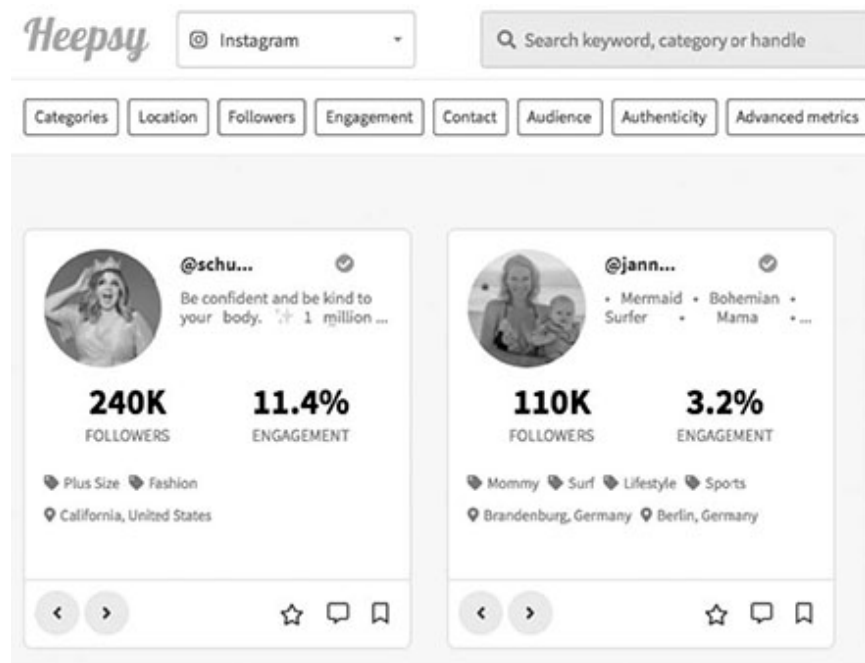 Heepsy Instagram Search keyword, category or handle
Categories Location Followers Engagement Contact Audience Authenticity Advanced metrics
@schu...
Be confident and be kind to
your body. ✨ 1 million ...
240K 11.4%
FOLLOWERS ENGAGEMENT
Plus Size Fashion
California, United States
@jann...
• Mermaid • Bohemian •
Surfer • Mama •...
110K 3.2%
FOLLOWERS ENGAGEMENT
Mommy Surf Lifestyle Sports
Brandenburg, Germany Berlin, Germany